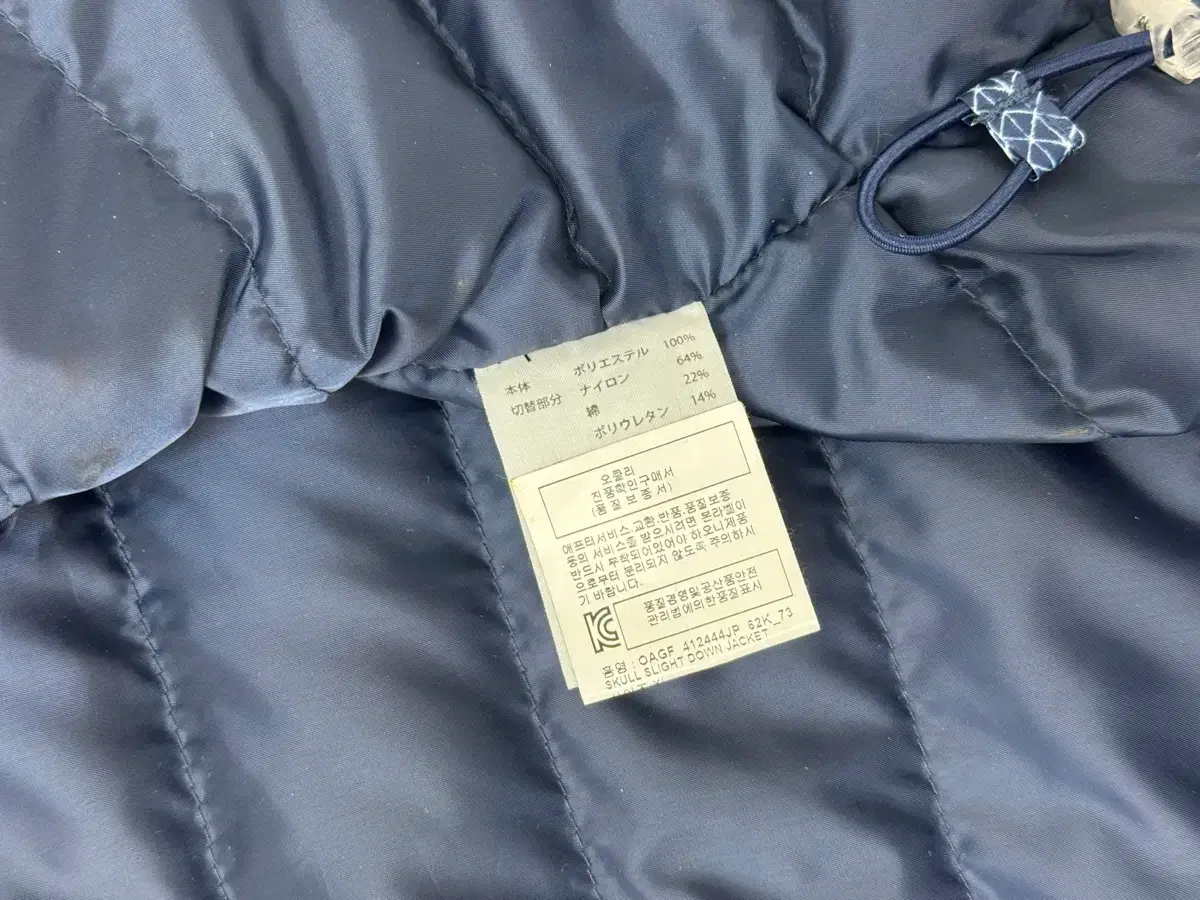 本体 ポリエステル 100%
切替部分 ナイロン 64%
綿 22%
ポリウレタン 14%
오클리
진품확인구매서
(품 질 보 증 서)
애프터서비스,교환,반품,품질보증
등의 서비스를 받으시려면 본라벨이
반드시 부착되어있어야 하오니제품
으로부터 분리되지 않도록 주의하시
기 바랍니다.
품질경영및공산품안전
관리법에의한품질표시
품명 : OAGF 412444JP 62K_73
SKULL SLIGHT DOWN JACKET